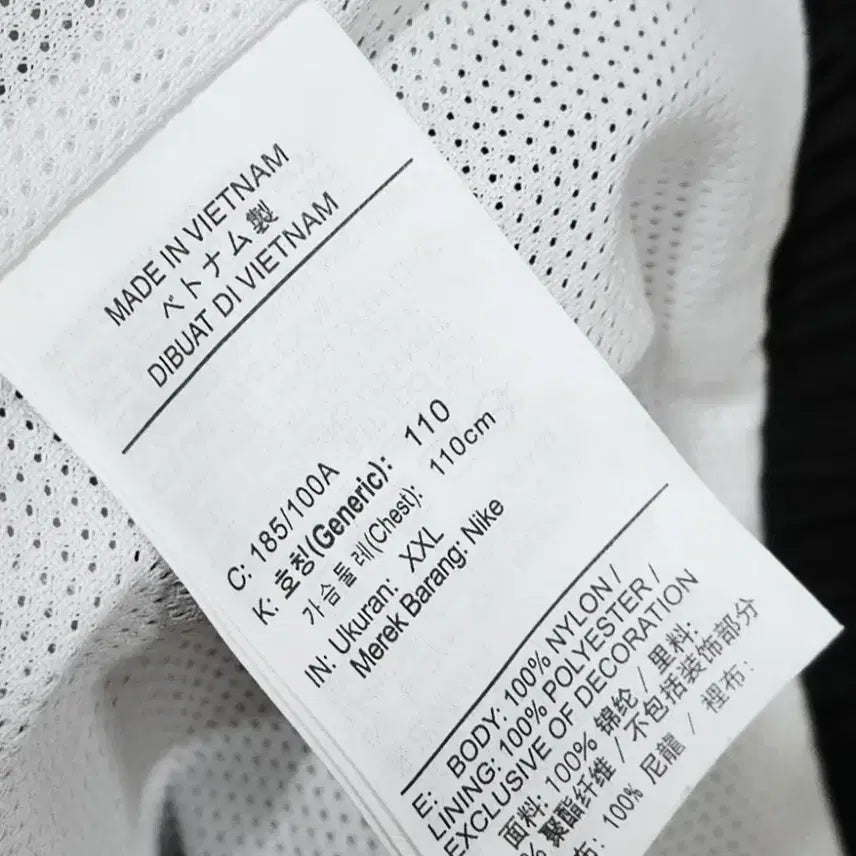 MADE IN VIETNAM
ベトナム製
DIBUAT DI VIETNAM
C: 185/100A
K: 호칭(Generic): 110
가슴둘레(Chest): 110cm
IN: Ukuran: XXL
Merek Barang: Nike
E: BODY: 100% NYLON /
LINING: 100% POLYESTER /
EXCLUSIVE OF DECORATION
面料: 100% 锦纶 / 里料:
% 聚酯纤维 / 不包括装饰部分
布: 100% 尼龍 / 裡布: